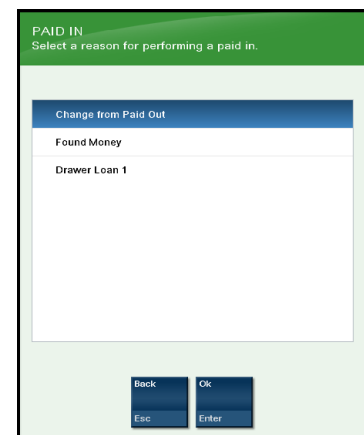 PAID IN
Select a reason for performing a paid in.
Change from Paid Out
Found Money
Drawer Loan 1
Back Ok
Esc Enter